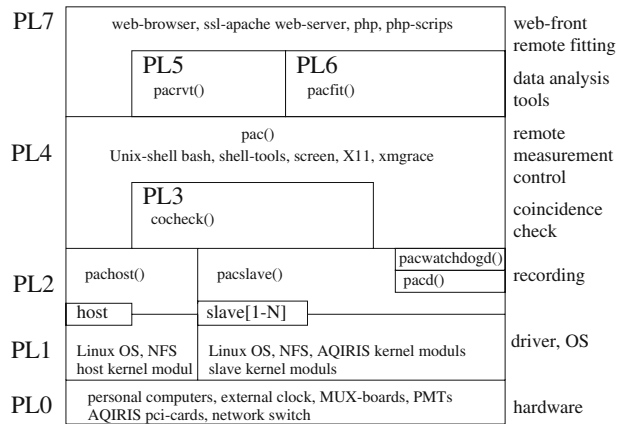 PL7
web-browser, ssl-apache web-server, php, php-scrips
web-front
remote fitting
PL5
pacrvt()
PL6
pacfit()
data analysis
tools
PL4
pac()
Unix-shell bash, shell-tools, screen, X11, xmgrace
remote
measurement
control
PL3
cocheck()
coincidence
check
PL2
pachost()
pacslave()
pacwatchdogd()
pacd()
recording
host
slave[1-N]
PL1
Linux OS, NFS
host kernel modul
Linux OS, NFS, AQIRIS kernel moduls
slave kernel moduls
driver, OS
PL0
personal computers, external clock, MUX-boards, PMTs
AQIRIS pci-cards, network switch
hardware